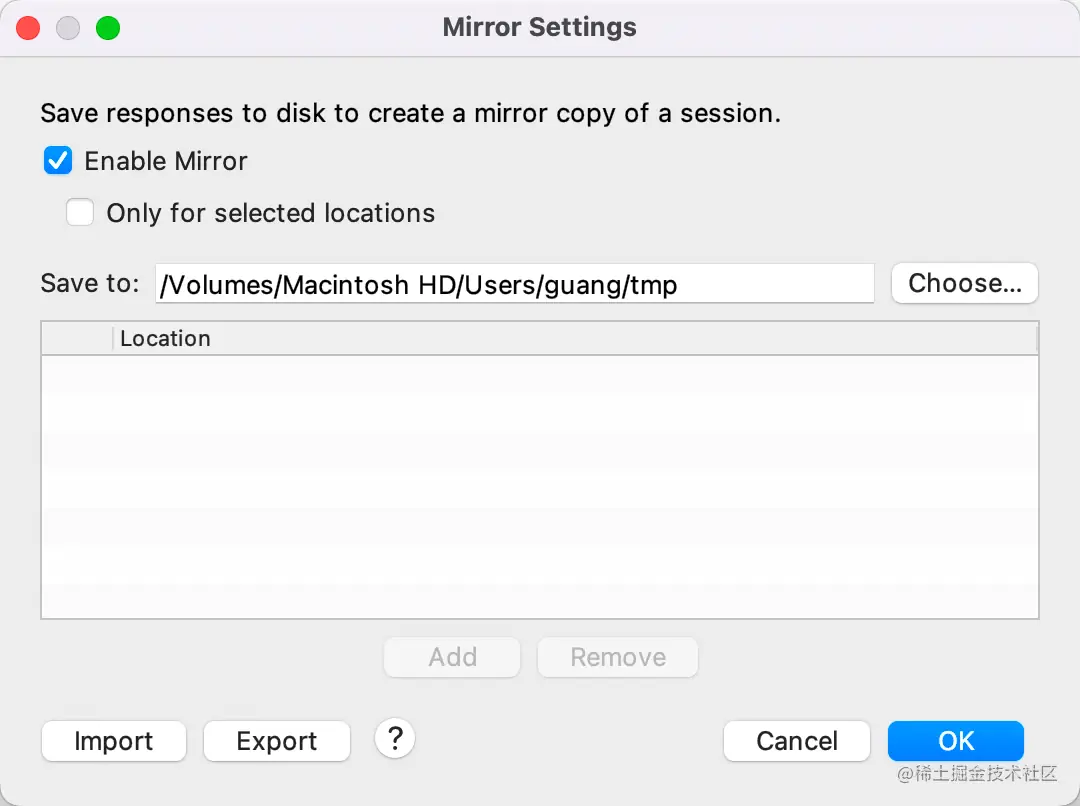 Mirror Settings
Save responses to disk to create a mirror copy of a session.
Enable Mirror
Only for selected locations
Save to: /Volumes/Macintosh HD/Users/guang/tmp Choose...
Location
Add Remove
Import Export ? Cancel OK
@稀土掘金技术社区